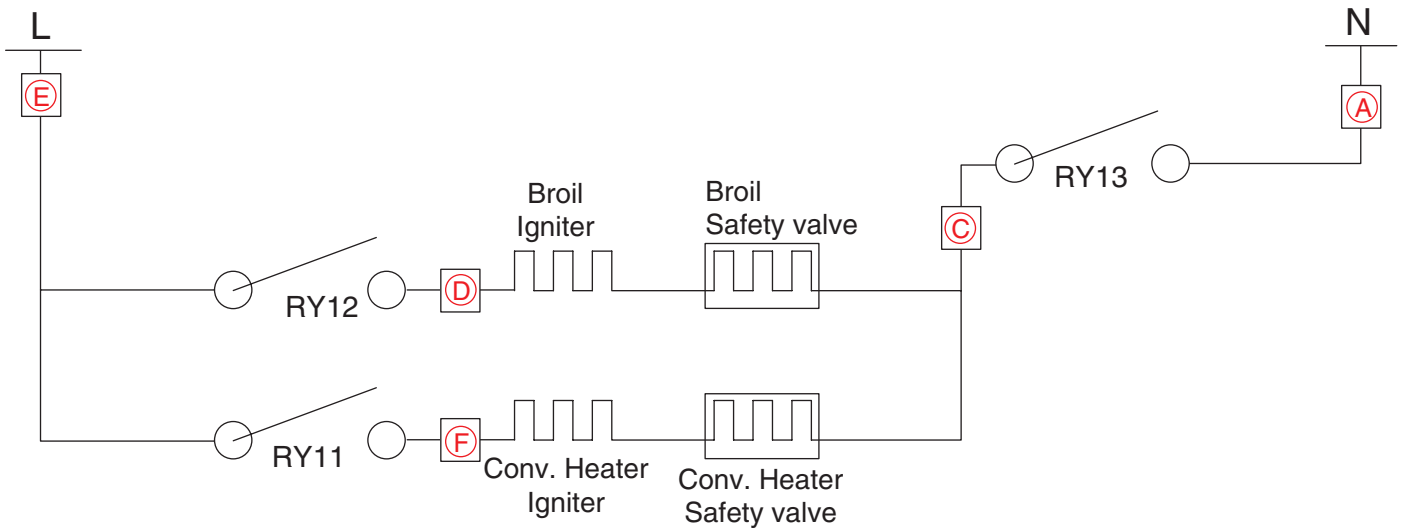 L
N
E
A
RY13
Broil
Igniter
Broil
Safety valve
C
D
RY12
F
RY11
Conv. Heater
Igniter
Conv. Heater
Safety valve